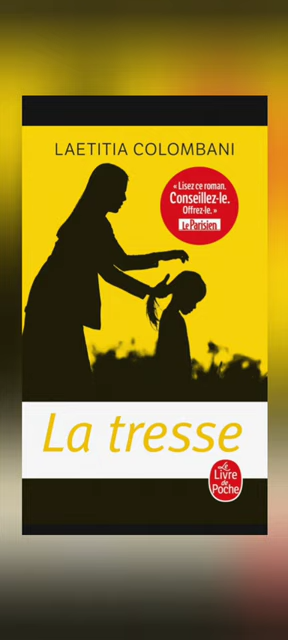 LAETITIA COLOMBANI
« Lisez ce roman.
Conseillez-le.
Offrez-le. »
Le Parisien
La tresse
Le
Livre
de
Poche